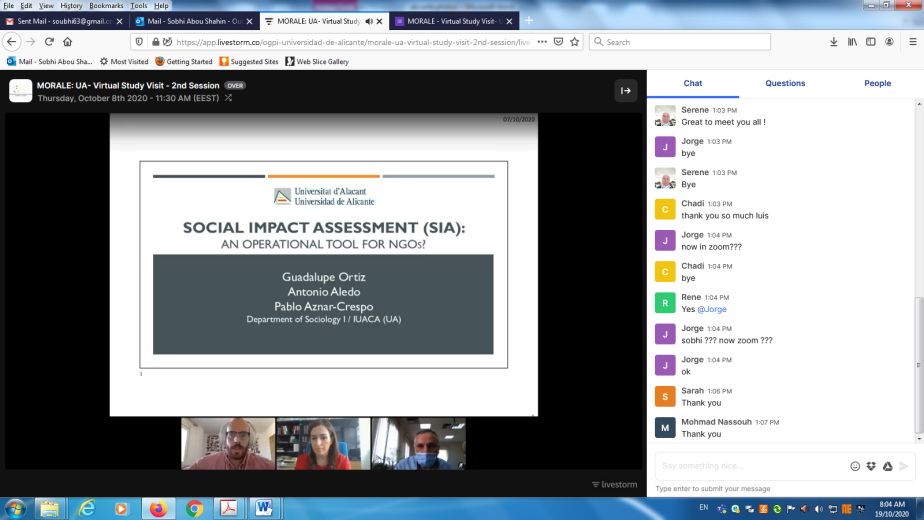 File Edit View History Bookmarks Tools Help
Sent Mail - soubhi63@gmail.co
Mail - Sobhi Abou Shahin - Ou
MORALE: UA- Virtual Study
MORALE - Virtual Study Visit- U
https://app.livestorm.co/ogpi-universidad-de-alicante/morale-ua-virtual-study-visit-2nd-session/live
Search
Mail - Sobhi Abou Sha...
Most Visited
Getting Started
Suggested Sites
Web Slice Gallery
MORALE: UA- Virtual Study Visit - 2nd Session OVER
Thursday, October 8th 2020 - 11:30 AM (EEST)
07/10/2020
Universitat d'Alacant
Universidad de Alicante
SOCIAL IMPACT ASSESSMENT (SIA):
AN OPERATIONAL TOOL FOR NGOs?
Guadalupe Ortiz
Antonio Aledo
Pablo Aznar-Crespo
Department of Sociology I / IUACA (UA)
1
livestorm
Chat Questions People
Serene 1:03 PM
Great to meet you all !
J
Jorge 1:03 PM
bye
Serene 1:03 PM
Bye
C
Chadi 1:03 PM
thank you so much luis
J
Jorge 1:04 PM
now in zoom???
C
Chadi 1:04 PM
bye
R
Rene 1:04 PM
Yes @Jorge
J
Jorge 1:04 PM
sobhi ??? now zoom ???
J
Jorge 1:04 PM
ok
S
Sarah 1:06 PM
Thank you
M
Mohmad Nassouh 1:07 PM
Thank you
Say something nice...
Type enter to submit your message
EN
8:04 AM
19/10/2020